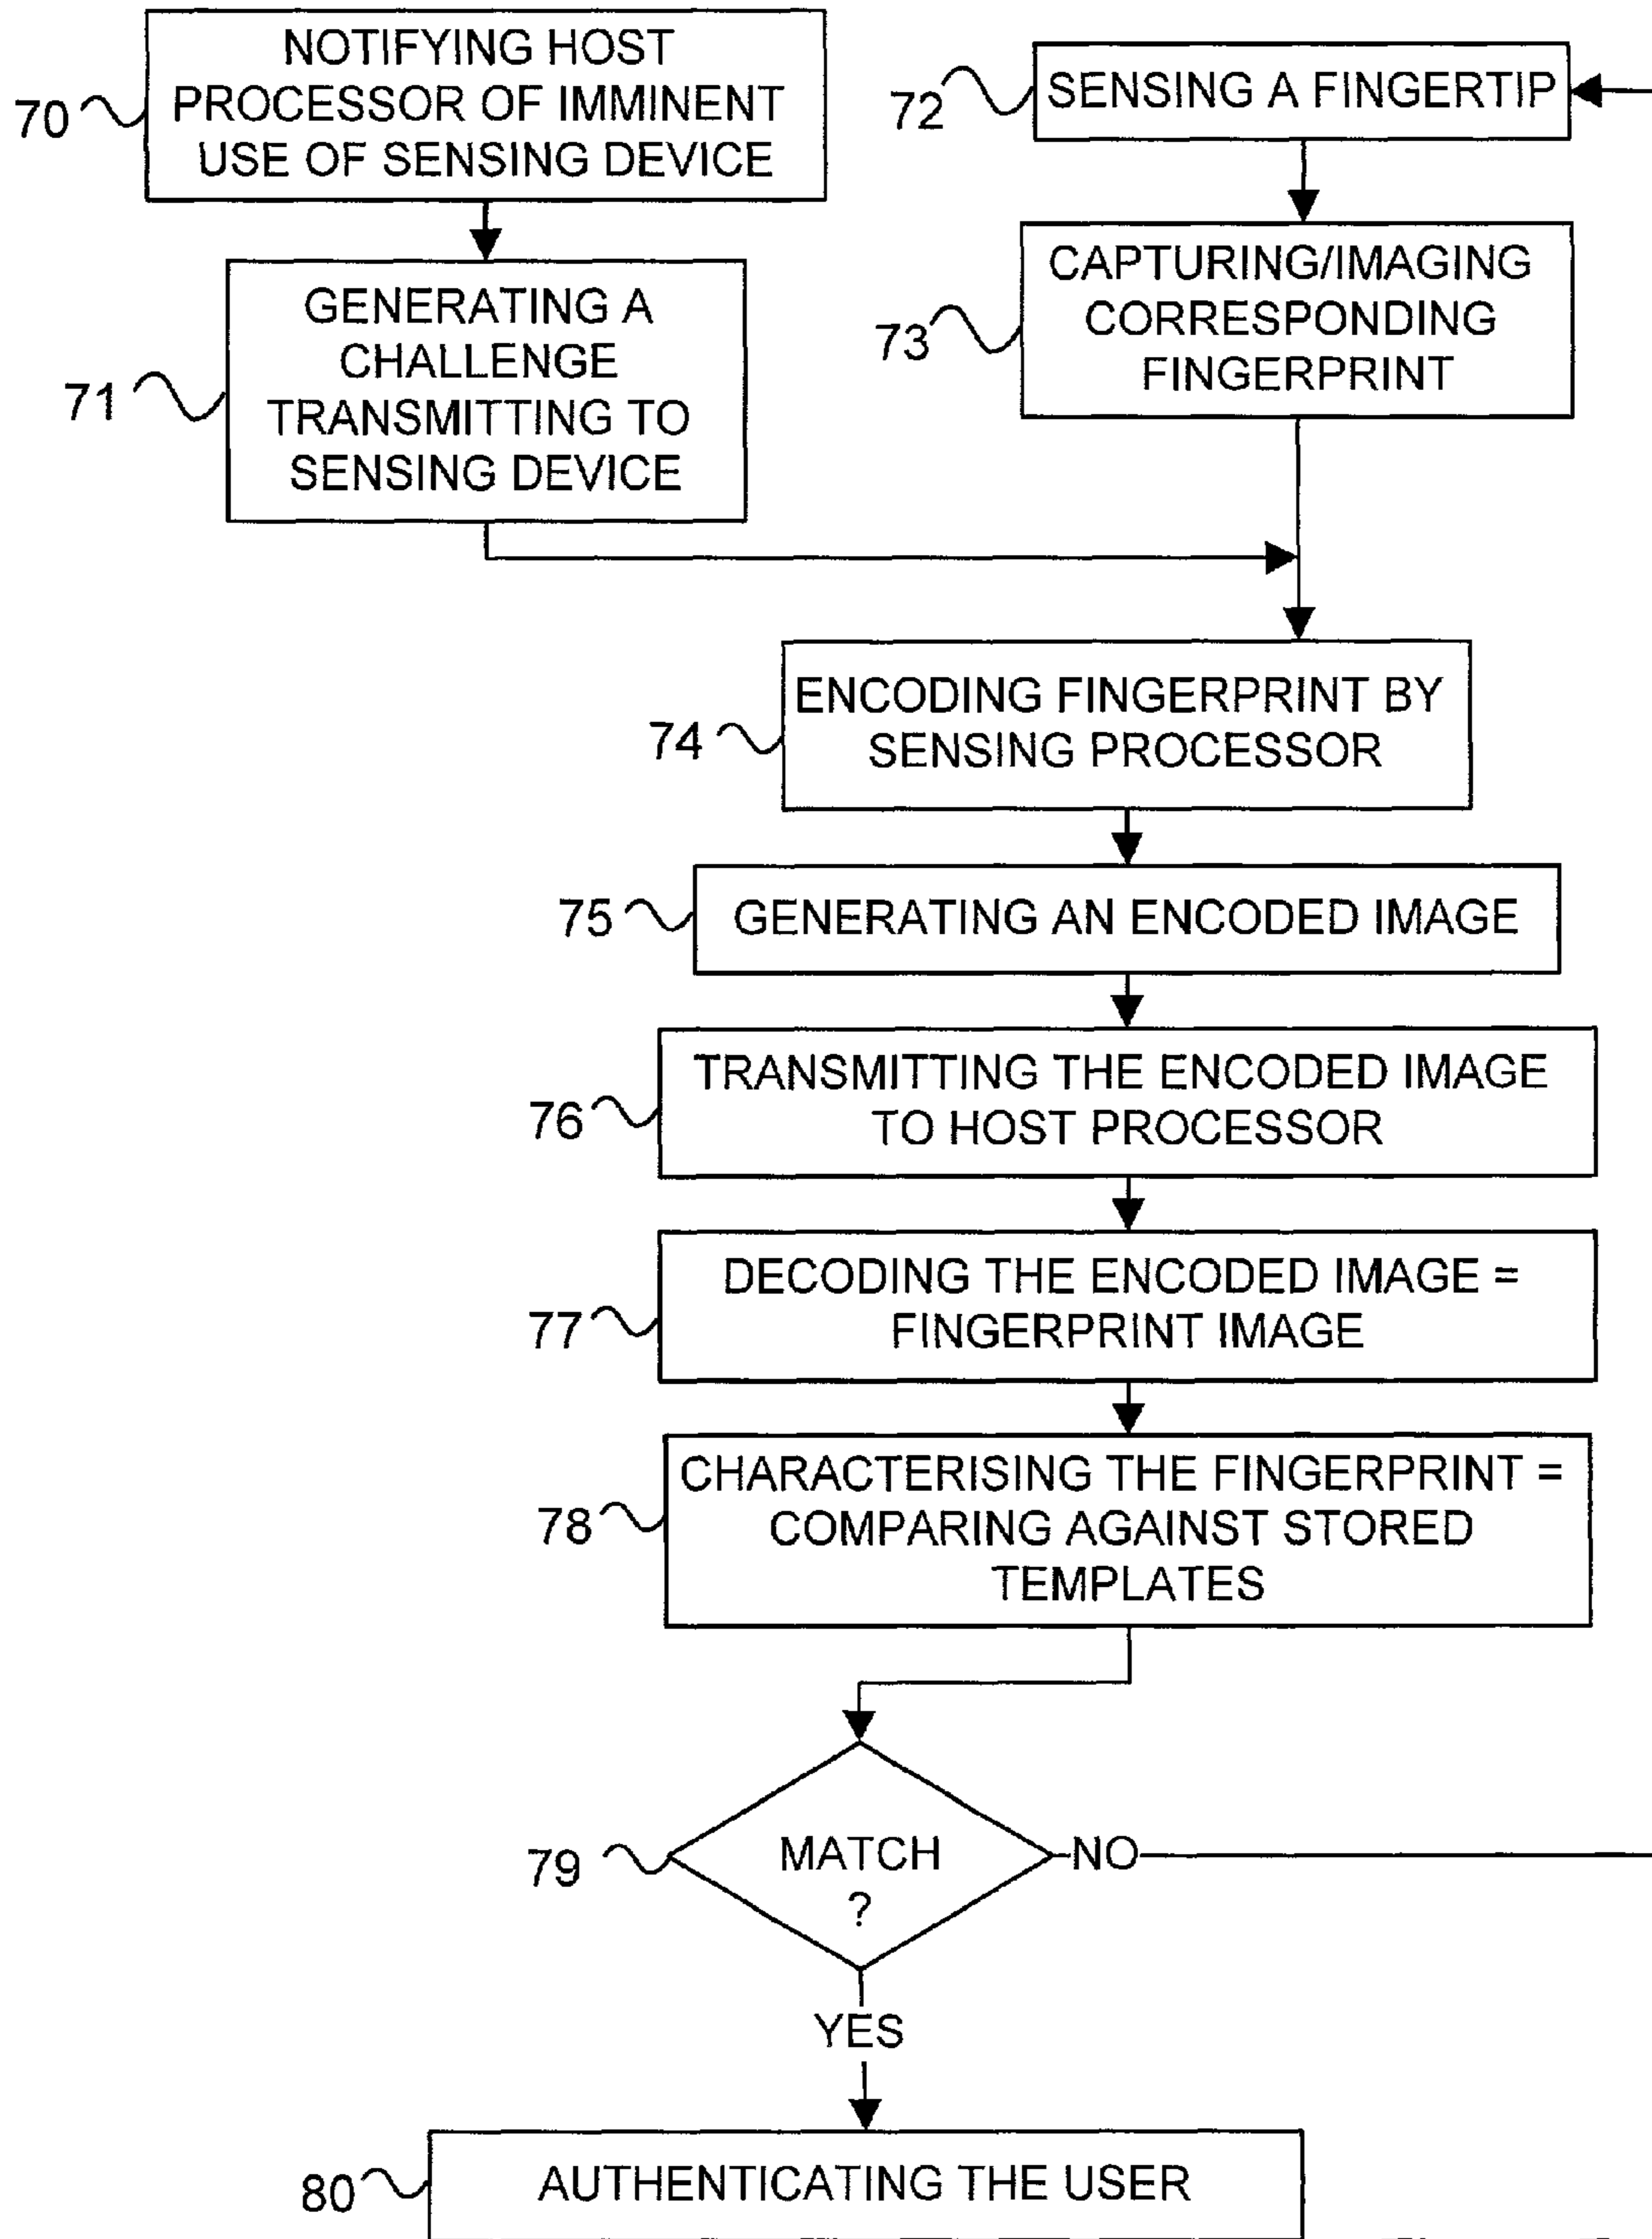 70
NOTIFYING HOST
PROCESSOR OF IMMINENT
USE OF SENSING DEVICE
71
GENERATING A
CHALLENGE
TRANSMITTING TO
SENSING DEVICE
72
SENSING A FINGERTIP
73
CAPTURING/IMAGING
CORRESPONDING
FINGERPRINT
74
ENCODING FINGERPRINT BY
SENSING PROCESSOR
75
GENERATING AN ENCODED IMAGE
76
TRANSMITTING THE ENCODED IMAGE
TO HOST PROCESSOR
77
DECODING THE ENCODED IMAGE =
FINGERPRINT IMAGE
78
CHARACTERISING THE FINGERPRINT =
COMPARING AGAINST STORED
TEMPLATES
79
MATCH
?
NO
YES
80
AUTHENTICATING THE USER